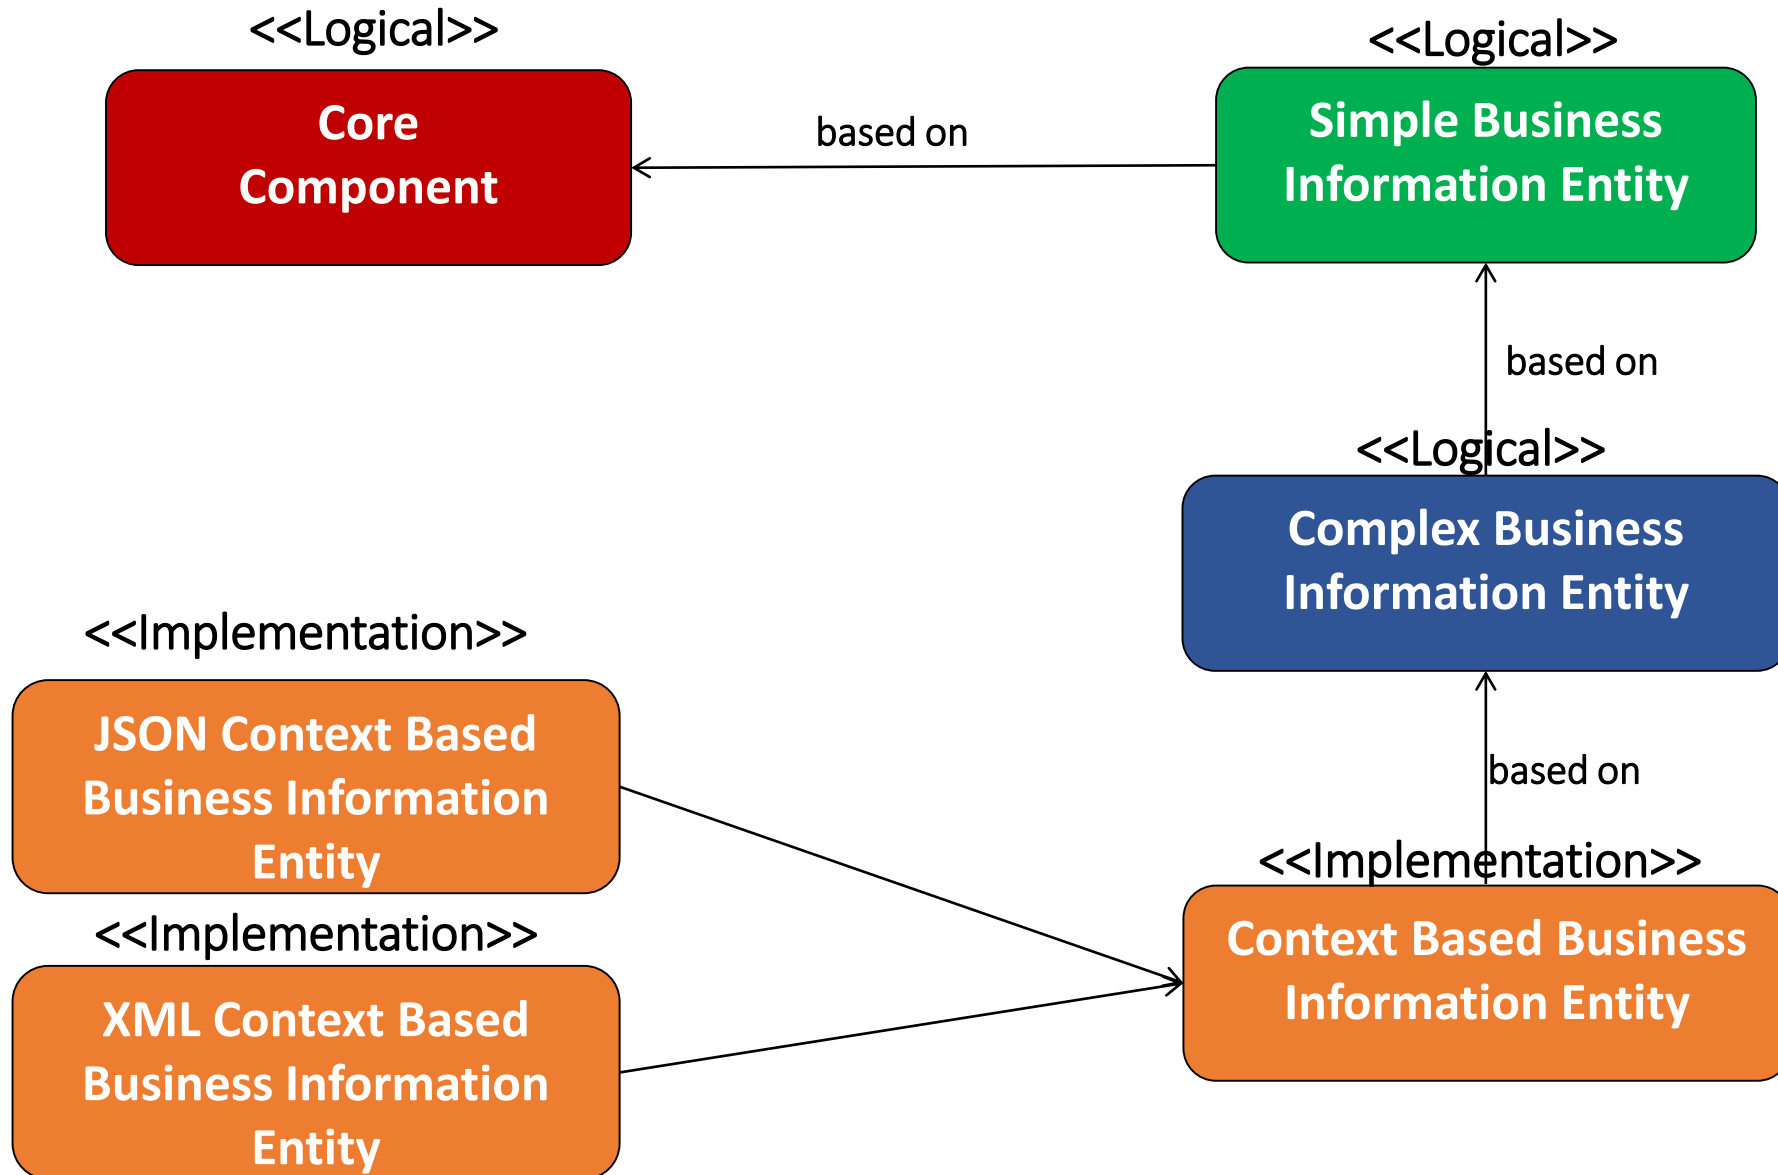 <<Logical>>
Core
Component
based on
<<Logical>>
Simple Business
Information Entity
based on
<<Logical>>
Complex Business
Information Entity
based on
<<Implementation>>
JSON Context Based
Business Information
Entity
<<Implementation>>
XML Context Based
Business Information
Entity
<<Implementation>>
Context Based Business
Information Entity